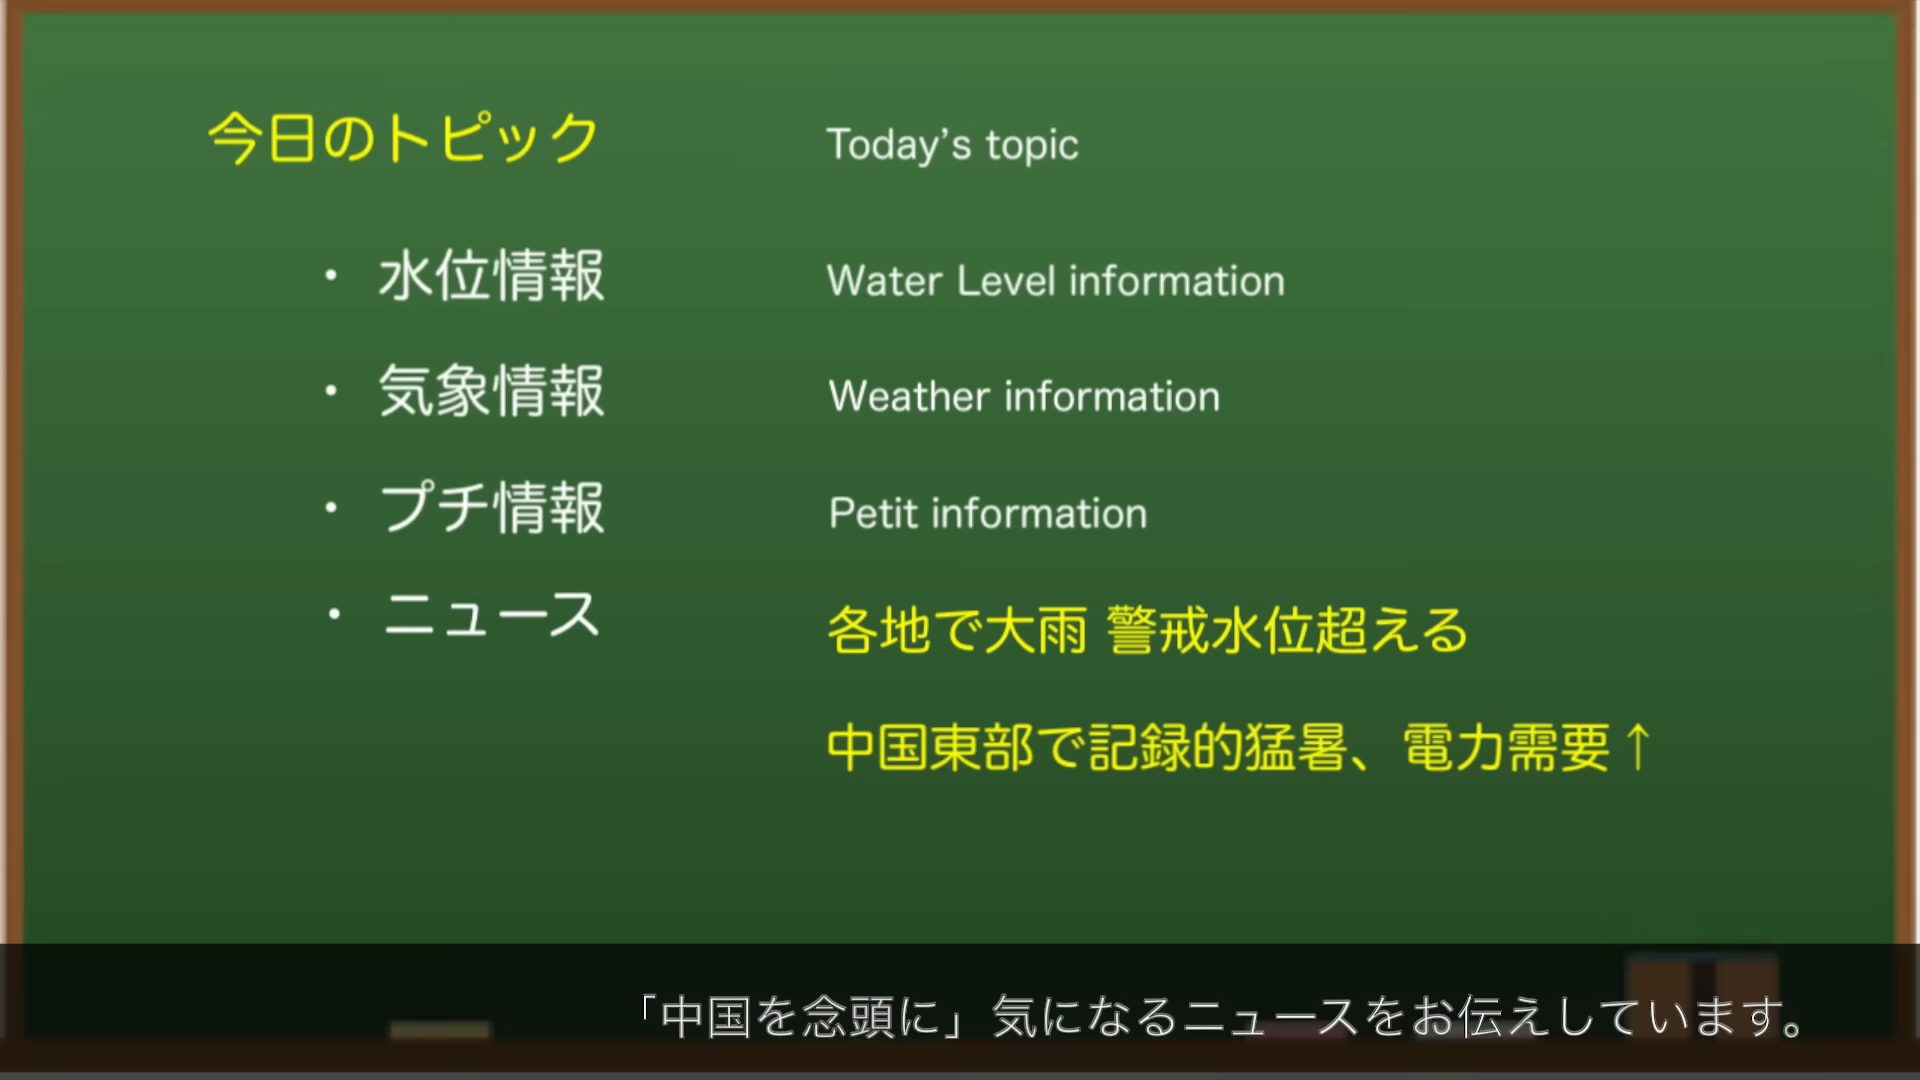 今日のトピック Today's topic
・ 水位情報 Water Level information
・ 気象情報 Weather information
・ プチ情報 Petit information
・ ニュース 各地で大雨 警戒水位超える
中国東部で記録的猛暑、電力需要↑
「中国を念頭に」気になるニュースをお伝えしています。